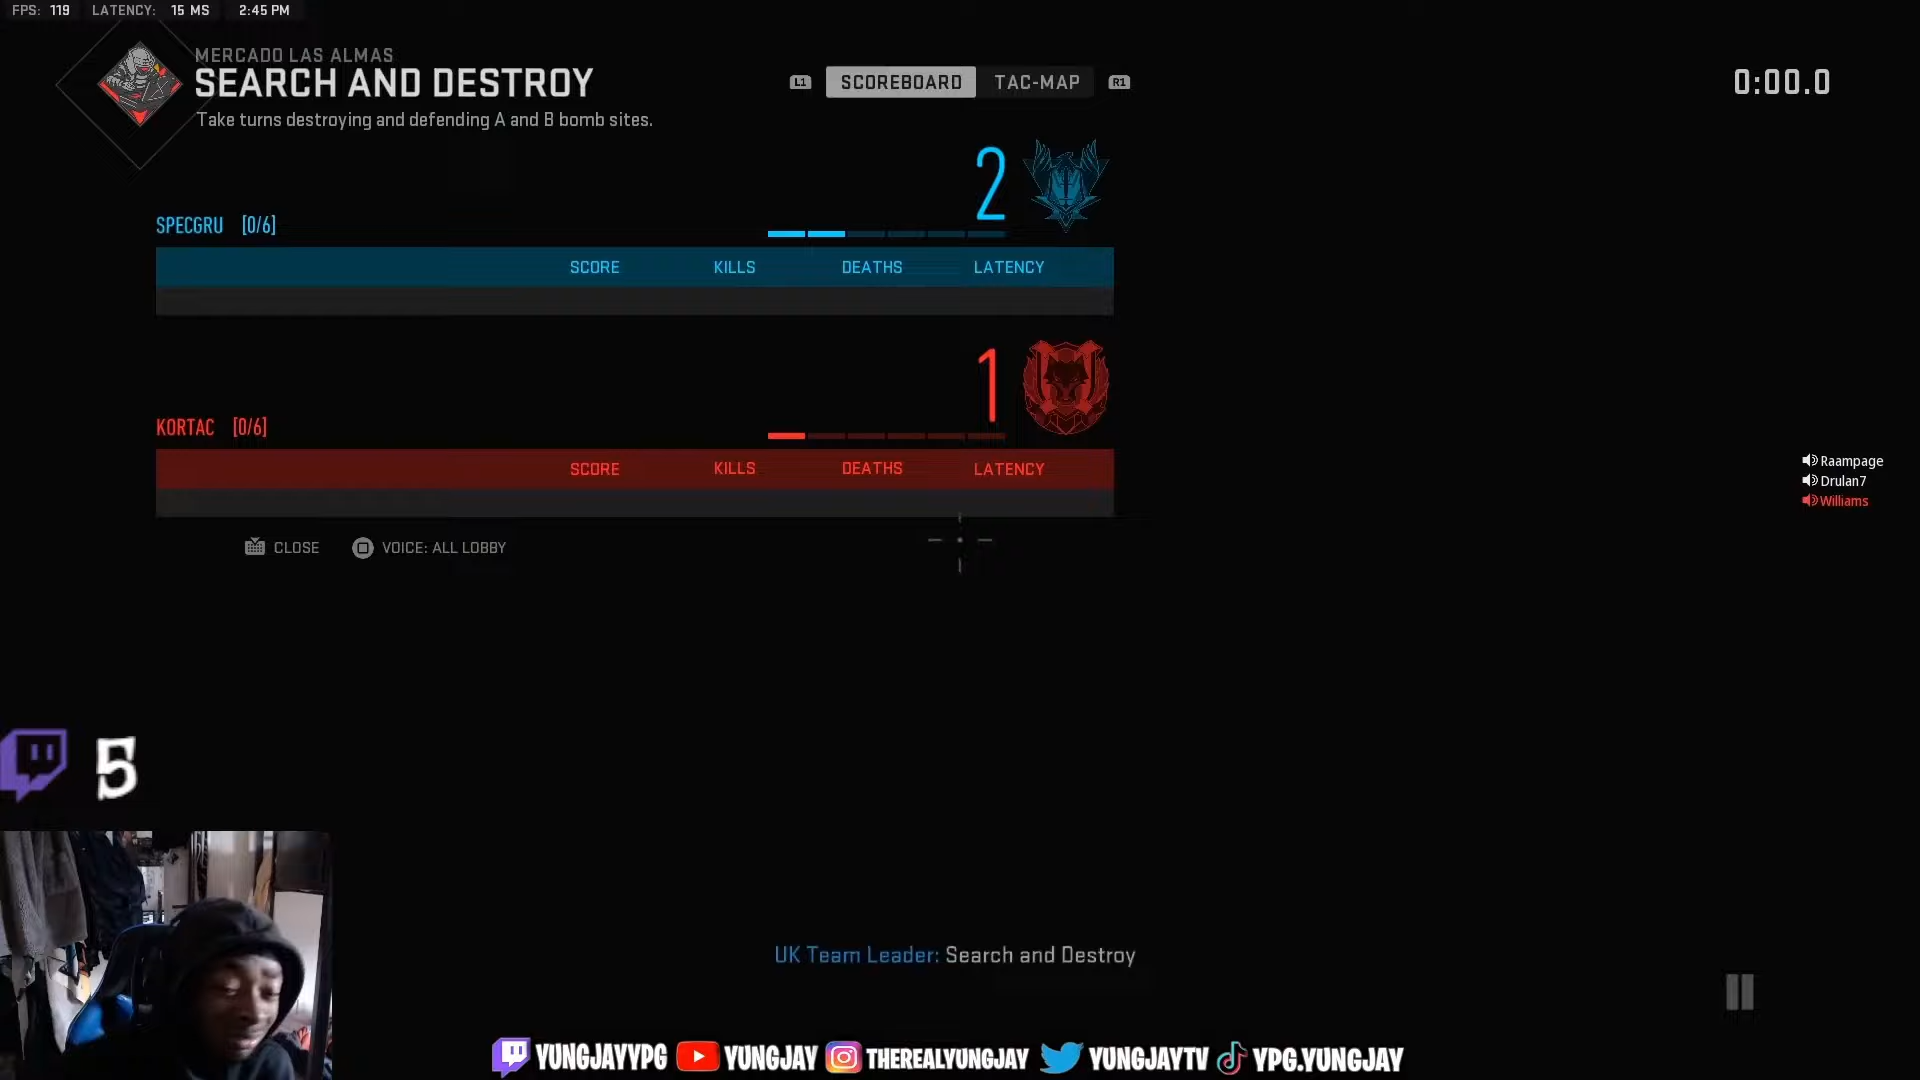 FPS: 119 LATENCY: 15 MS 2:45 PM
MERCADO LAS ALMAS
SEARCH AND DESTROY
Take turns destroying and defending A and B bomb sites.
L1 SCOREBOARD TAC-MAP R1
0:00.0
2
SPECGRU [0/6]
SCORE KILLS DEATHS LATENCY
1
KORTAC [0/6]
SCORE KILLS DEATHS LATENCY
Raampage
Drulan7
Williams
CLOSE VOICE: ALL LOBBY
5
UK Team Leader: Search and Destroy
YUNGJAYYPG YUNGJAY THEREALYUNGJAY YUNGJAYTV YPG.YUNGJAY